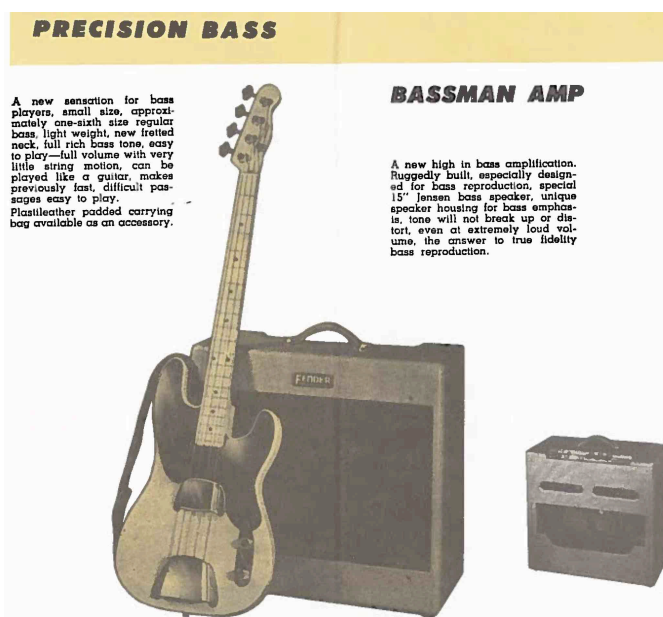 PRECISION BASS
A new sensation for bass
players, small size, approxi-
mately one-sixth size regular
bass, light weight, new fretted
neck, full rich bass tone, easy
to play—full volume with very
little string motion, can be
played like a guitar, makes
previously fast, difficult pas-
sages easy to play.
Plastileather padded carrying
bag available as an accessory.
BASSMAN AMP
A new high in bass amplification.
Ruggedly built, especially design-
ed for bass reproduction, special
15" Jensen bass speaker, unique
speaker housing for bass emphas-
is, tone will not break up or dis-
tort, even at extremely loud vol-
ume, the answer to true fidelity
bass reproduction.
FENDER